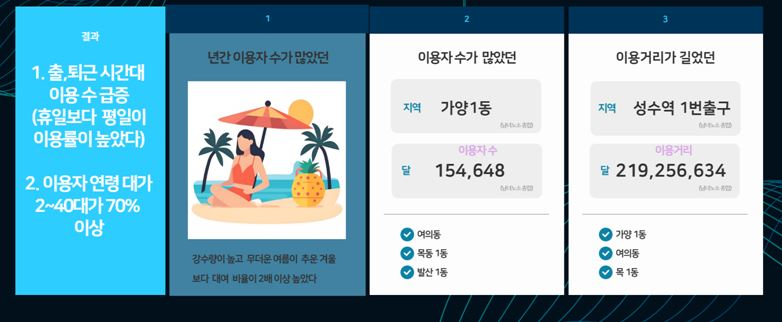 결과
1. 출,퇴근 시간대
이용 수 급증
(휴일보다 평일이
이용률이 높았다)
2. 이용자 연령 대가
2~40대가 70%
이상
1
년간 이용자 수가 많았던
강수량이 높고 무더운 여름이 추운 겨울
보다 대여 비율이 2배 이상 높았다
2
이용자 수가 많았던
지역 가양1동
(남녀노소 종합)
이용자 수
달 154,648
(남녀노소 종합)
여의동
목동 1동
발산 1동
3
이용거리가 길었던
지역 성수역 1번출구
(남녀노소 종합)
이용거리
달 219,256,634
(남녀노소 종합)
가양 1동
여의동
목 1동